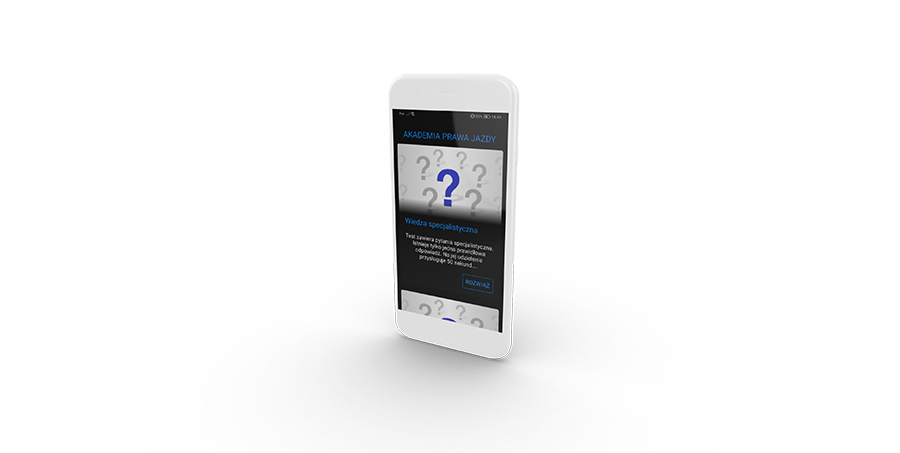 AKADEMIA PRAWA JAZDY
Wiedza specjalistyczna
Test zawiera pytania specjalistyczne.
Istnieje tylko jedna prawidłowa
odpowiedź. Na jej udzielenie
przysługuje 50 sekund....
ROZWIĄŻ